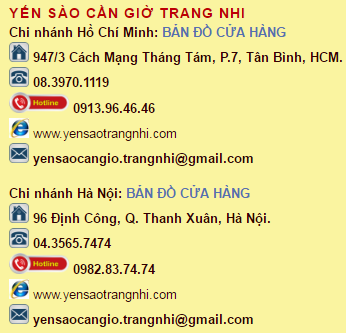 YẾN SÀO CẦN GIỜ TRANG NHI
Chi nhánh Hồ Chí Minh: BẢN ĐỒ CỬA HÀNG
947/3 Cách Mạng Tháng Tám, P.7, Tân Bình, HCM.
08.3970.1119
Hotline 0913.96.46.46
www.yensaotrangnhi.com
yensaocangio.trangnhi@gmail.com
Chi nhánh Hà Nội: BẢN ĐỒ CỬA HÀNG
96 Định Công, Q. Thanh Xuân, Hà Nội.
04.3565.7474
Hotline 0982.83.74.74
www.yensaotrangnhi.com
yensaocangio.trangnhi@gmail.com